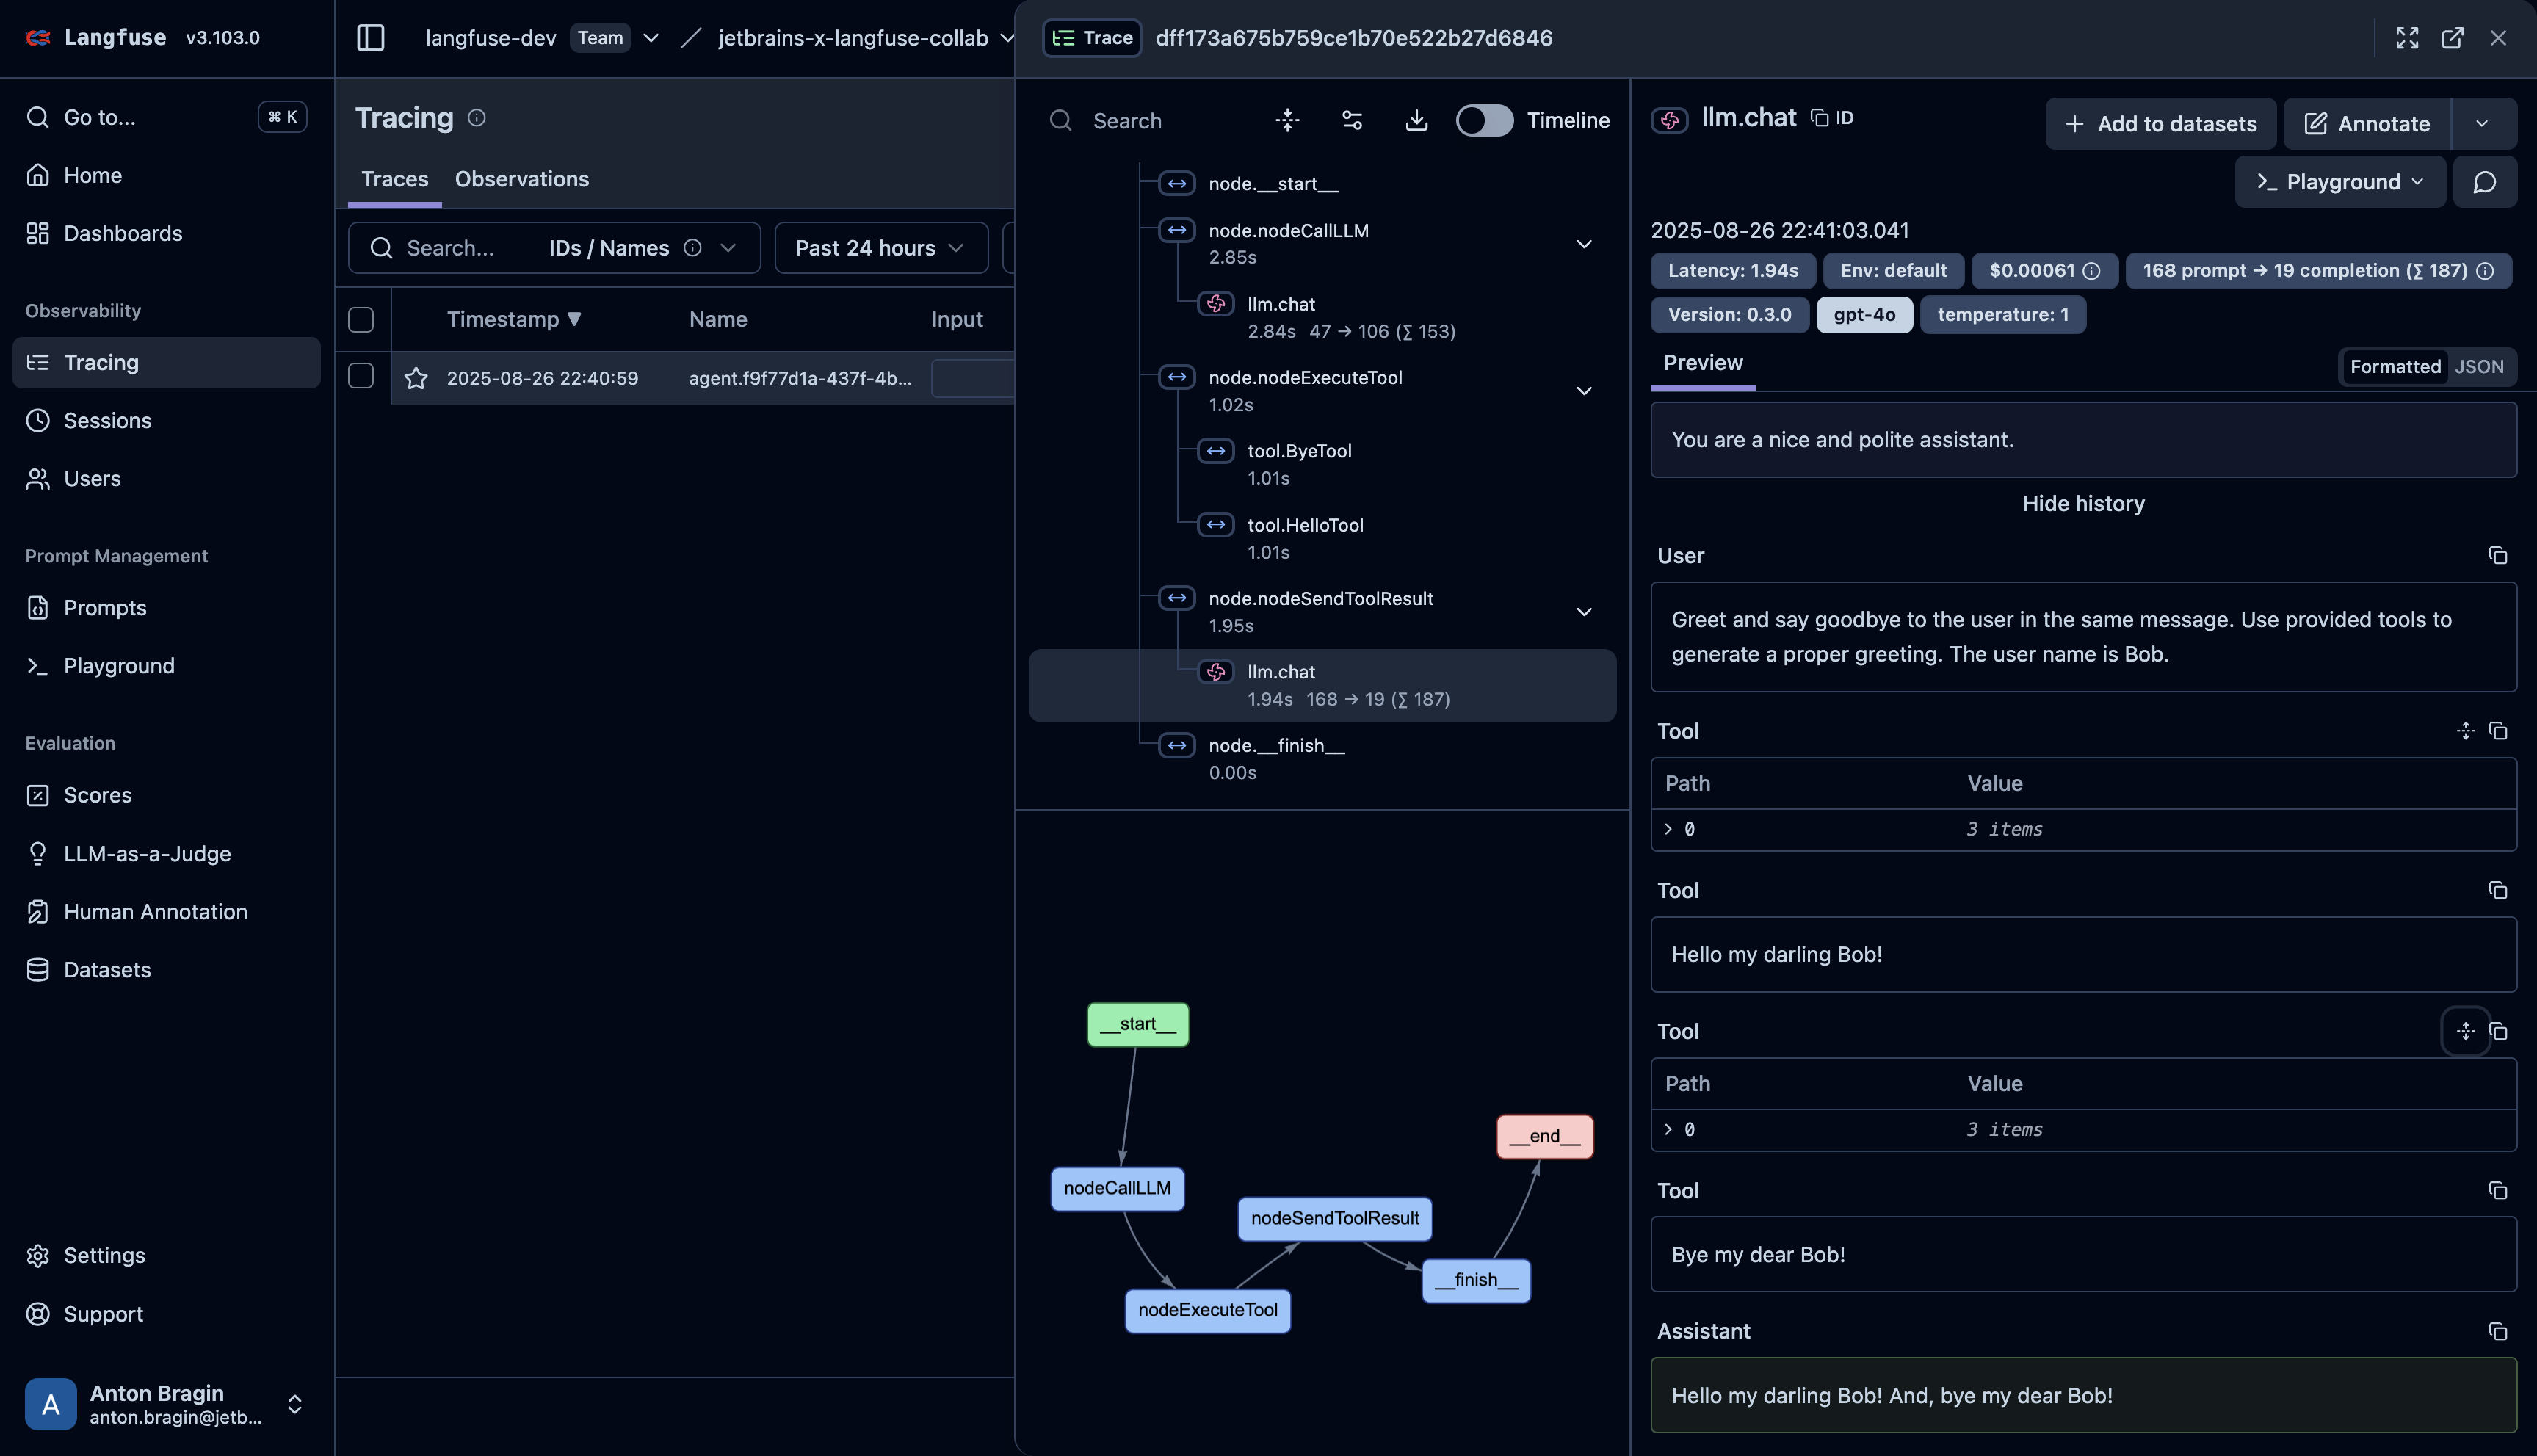 Langfuse v3.103.0
Go to... ⌘ K
Home
Dashboards
Observability
Tracing
Sessions
Users
Prompt Management
Prompts
Playground
Evaluation
Scores
LLM-as-a-Judge
Human Annotation
Datasets
Settings
Support
A
Anton Bragin
anton.bragin@jetb...
langfuse-dev Team / jetbrains-x-langfuse-collab
Tracing
Traces Observations
Search... IDs / Names Past 24 hours
Timestamp ▼ Name Input
2025-08-26 22:40:59 agent.f9f77d1a-437f-4b...
Trace dff173a675b759ce1b70e522b27d6846
Search Timeline
node.__start__
node.nodeCallLLM
2.85s
llm.chat
2.84s 47 → 106 (∑ 153)
node.nodeExecuteTool
1.02s
tool.ByeTool
1.01s
tool.HelloTool
1.01s
node.nodeSendToolResult
1.95s
llm.chat
1.94s 168 → 19 (∑ 187)
node.__finish__
0.00s
__start__
nodeCallLLM
nodeExecuteTool
nodeSendToolResult
__finish__
__end__
llm.chat ID
+ Add to datasets Annotate
Playground
2025-08-26 22:41:03.041
Latency: 1.94s Env: default $0.00061 168 prompt → 19 completion (∑ 187)
Version: 0.3.0 gpt-4o temperature: 1
Preview Formatted JSON
You are a nice and polite assistant.
Hide history
User
Greet and say goodbye to the user in the same message. Use provided tools to
generate a proper greeting. The user name is Bob.
Tool
Path Value
0 3 items
Tool
Hello my darling Bob!
Tool
Path Value
0 3 items
Tool
Bye my dear Bob!
Assistant
Hello my darling Bob! And, bye my dear Bob!